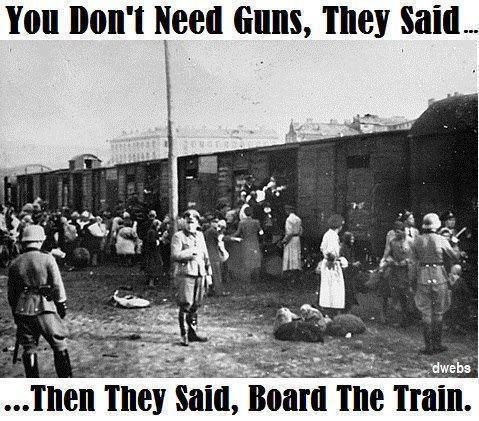 You Don't Need Guns, They Said...
dwebs
...Then They Said, Board The Train.